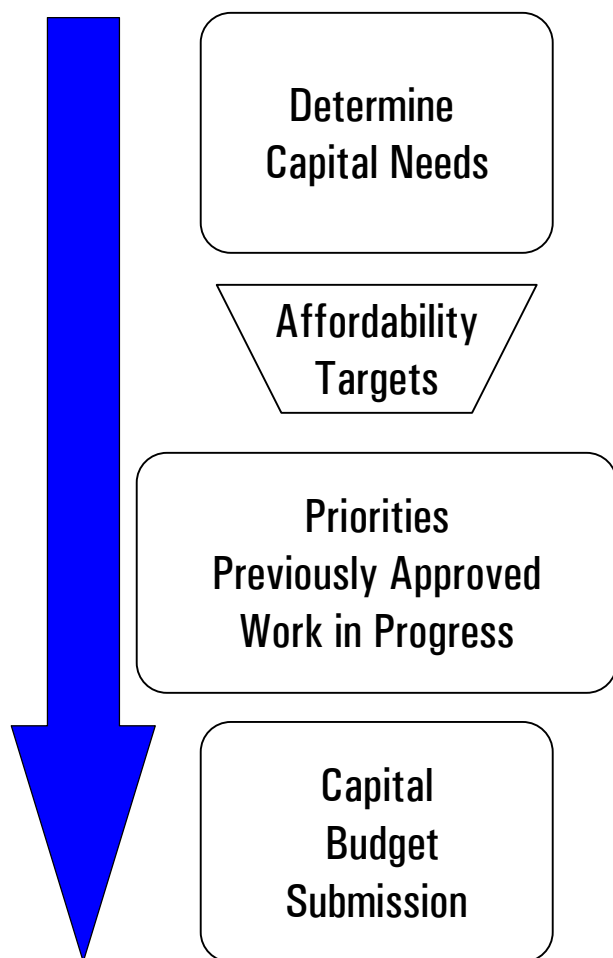 Determine
Capital Needs
Affordability
Targets
Priorities
Previously Approved
Work in Progress
Capital
Budget
Submission